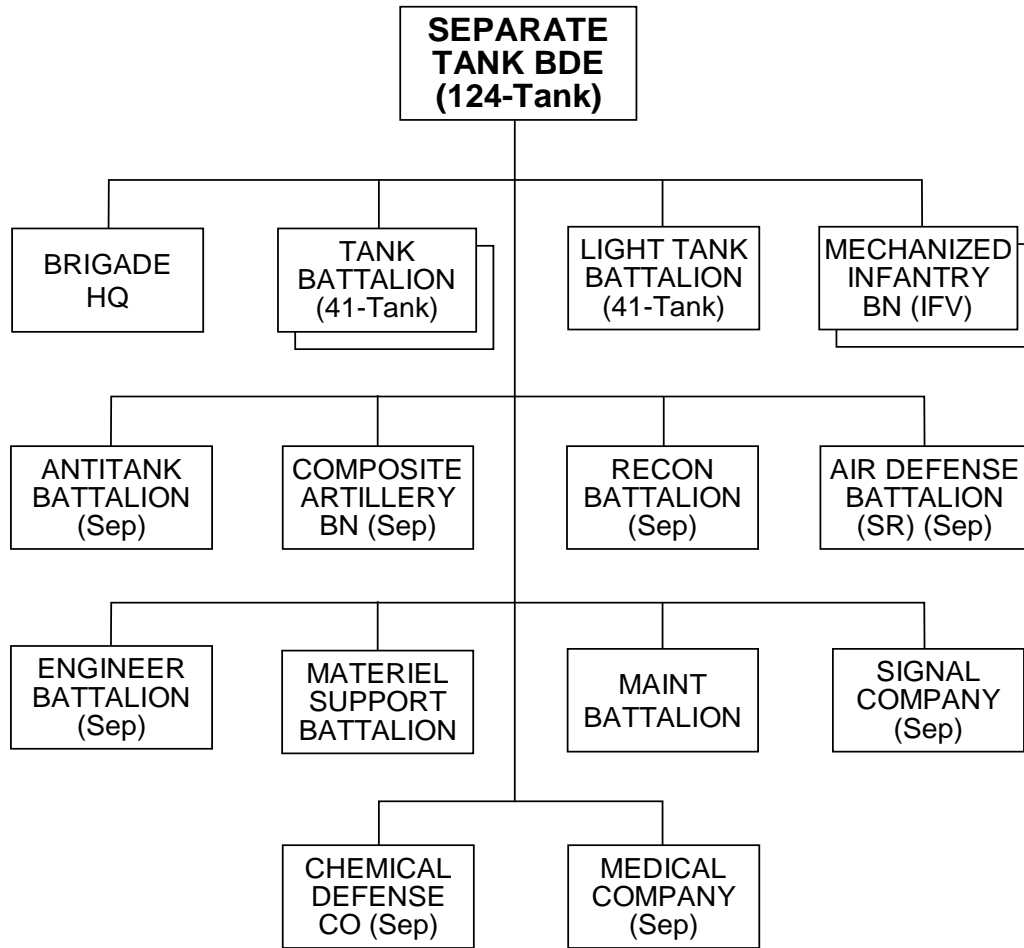 SEPARATE
TANK BDE
(124-Tank)
BRIGADE
HQ
TANK
BATTALION
(41-Tank)
LIGHT TANK
BATTALION
(41-Tank)
MECHANIZED
INFANTRY
BN (IFV)
ANTITANK
BATTALION
(Sep)
COMPOSITE
ARTILLERY
BN (Sep)
RECON
BATTALION
(Sep)
AIR DEFENSE
BATTALION
(SR) (Sep)
ENGINEER
BATTALION
(Sep)
MATERIEL
SUPPORT
BATTALION
MAINT
BATTALION
SIGNAL
COMPANY
(Sep)
CHEMICAL
DEFENSE
CO (Sep)
MEDICAL
COMPANY
(Sep)